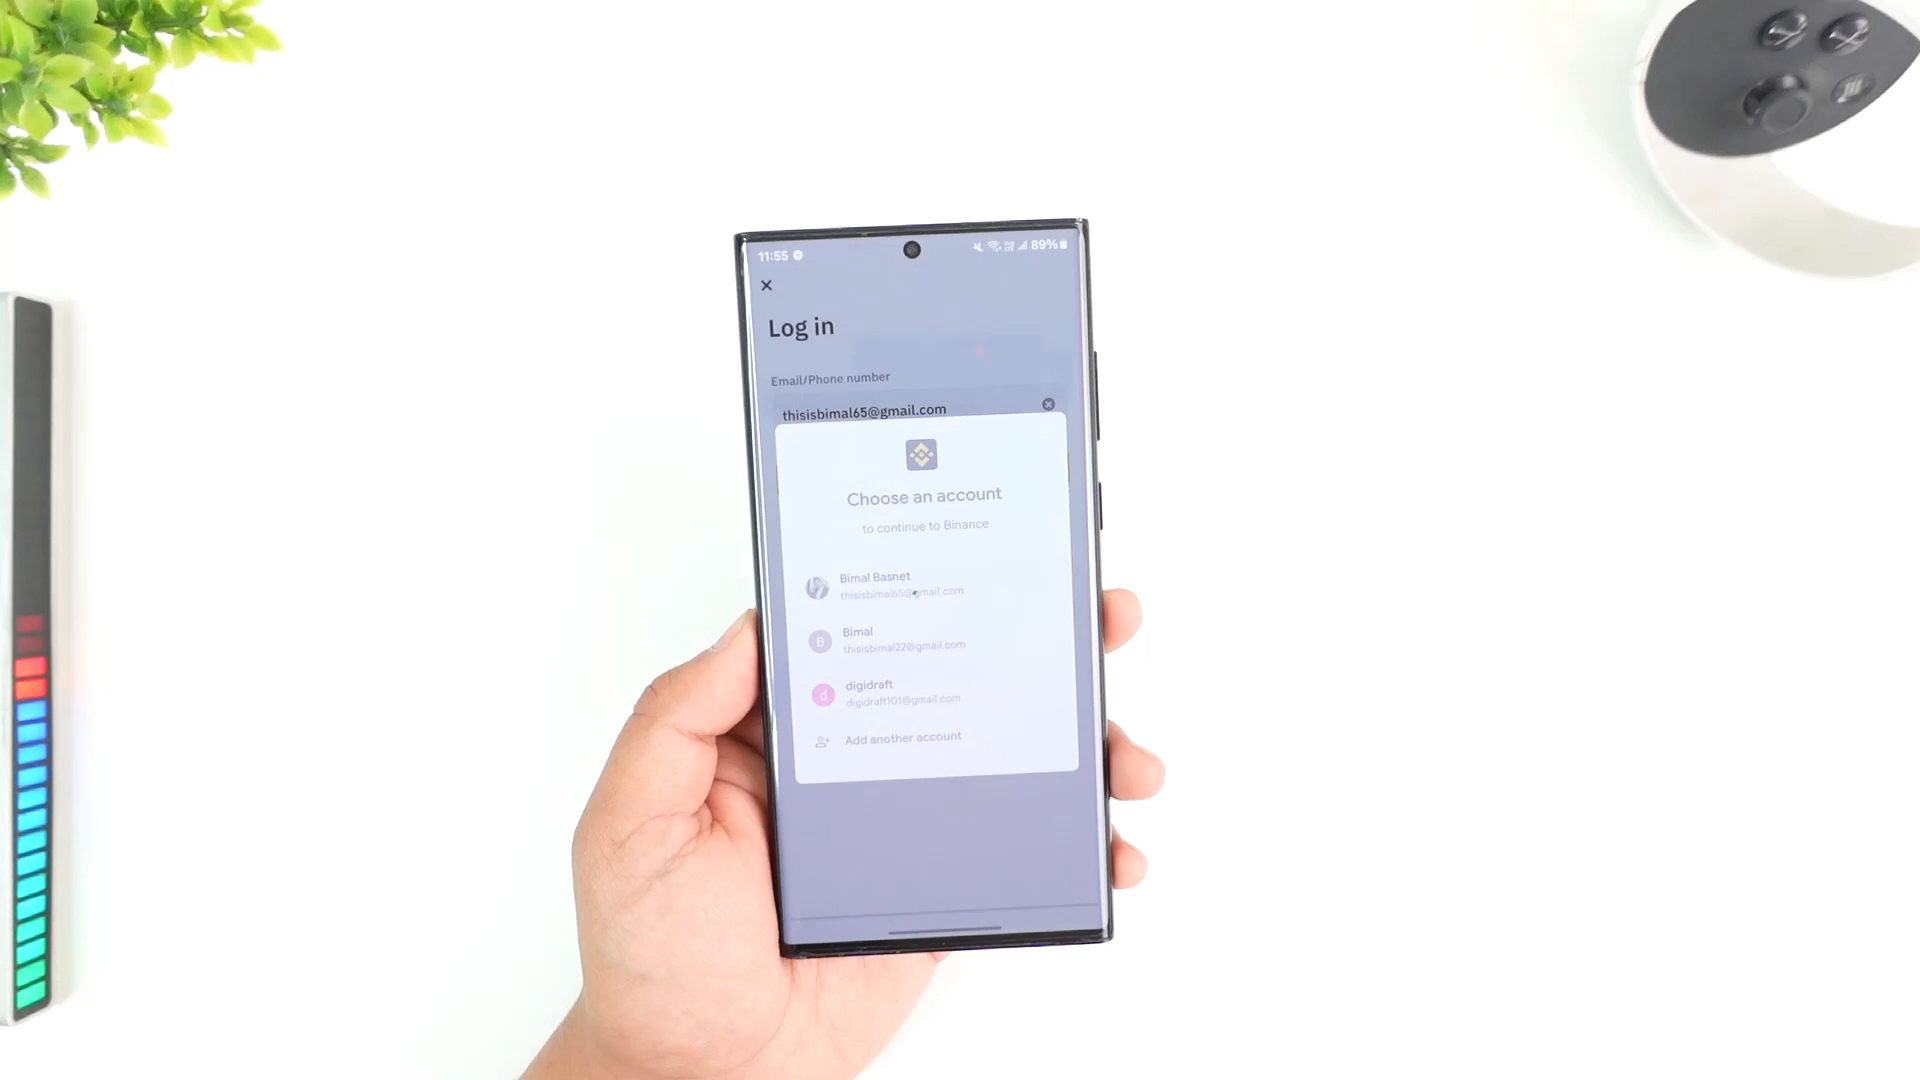 11:55
89%
Log in
Email/Phone number
thisisbimal65@gmail.com
Choose an account
to continue to Binance
Bimal Basnet
thisisbimal65@gmail.com
B
Bimal
thisisbimal22@gmail.com
d
digidraft
digidraft101@gmail.com
Add another account